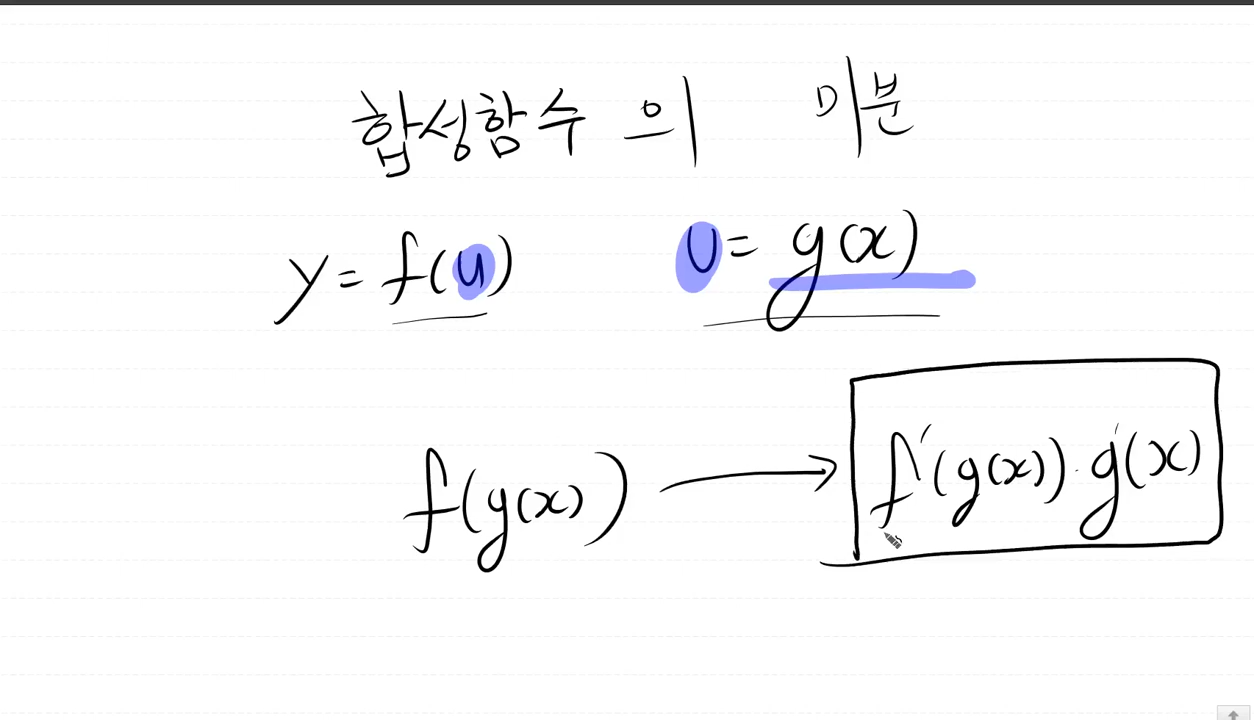 합성함수의 미분
y = f(u) u = g(x)
f(g(x)) → f'(g(x)) · g'(x)